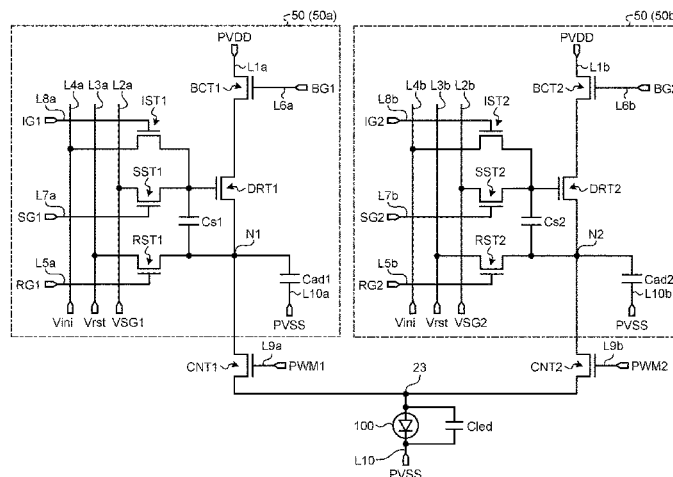 50 (50a)
PVDD
L1a
L4a L3a L2a
BCT1
BG1
L6a
L8a
IST1
IG1
SST1
DRT1
L7a
SG1
Cs1
RST1
N1
L5a
RG1
Cad1
L10a
PVSS
Vini Vrst VSG1
50 (50b)
PVDD
L1b
L4b L3b L2b
BCT2
BG2
L6b
L8b
IST2
IG2
SST2
DRT2
L7b
SG2
Cs2
RST2
N2
L5b
RG2
Cad2
L10b
PVSS
Vini Vrst VSG2
L9a
CNT1
PWM1
L9b
CNT2
PWM2
23
100
Cled
L10
PVSS